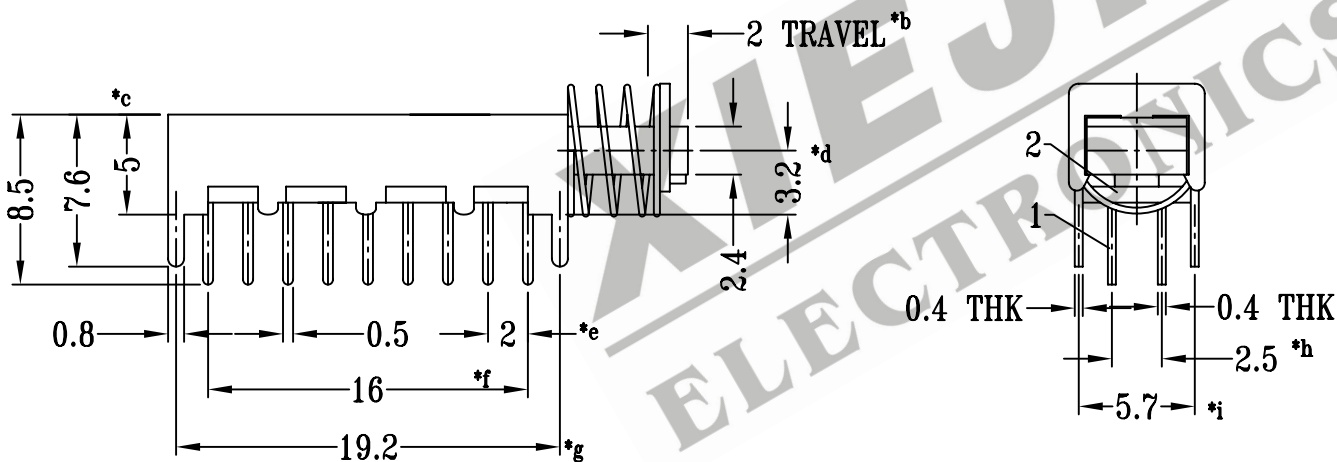 2 TRAVEL *b
*c
8.5
7.6
5
3.2 *d
2.4
0.8
0.5
2 *e
16 *f
19.2 *g
2
1
0.4 THK
0.4 THK
2.5 *h
5.7 *i
ELECTRONICS